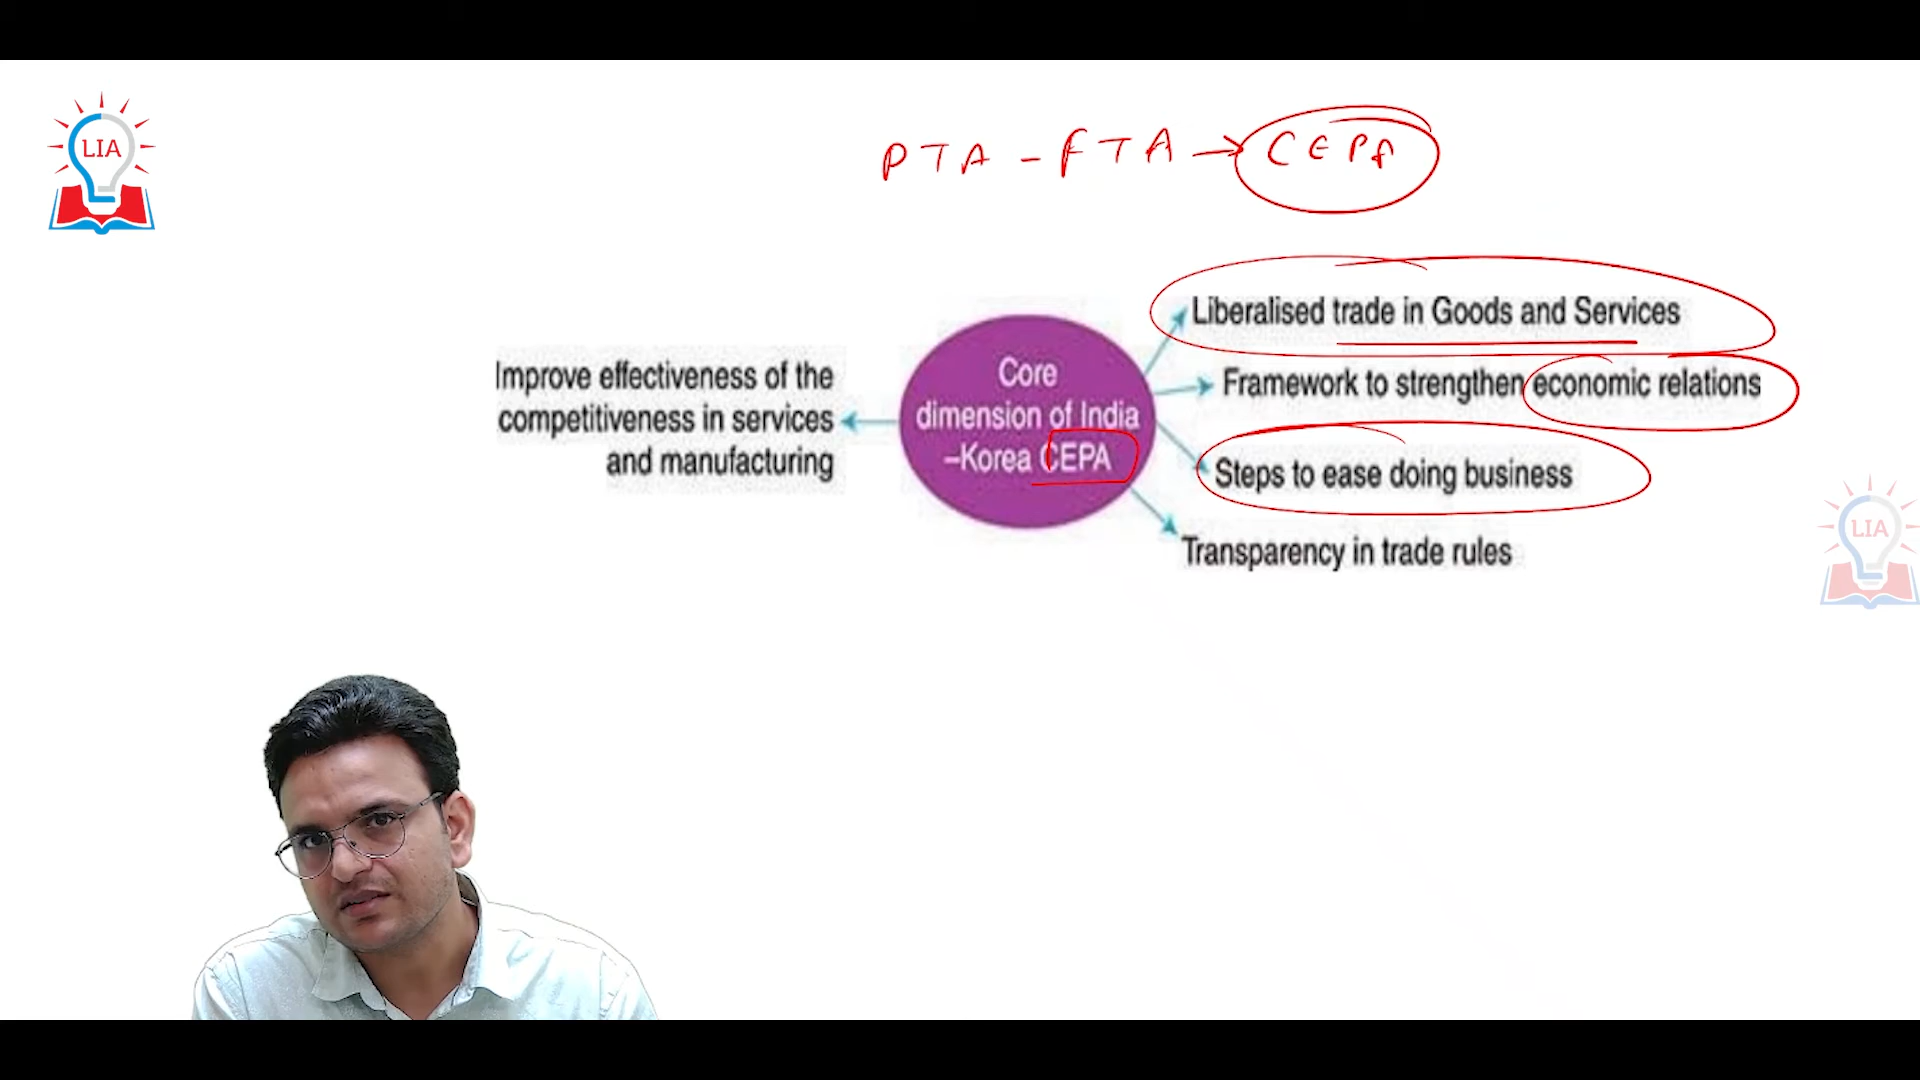 LIA
PTA - FTA → CEPA
Liberalised trade in Goods and Services
Framework to strengthen economic relations
Steps to ease doing business
Transparency in trade rules
Core
dimension of India
–Korea CEPA
Improve effectiveness of the
competitiveness in services
and manufacturing
LIA